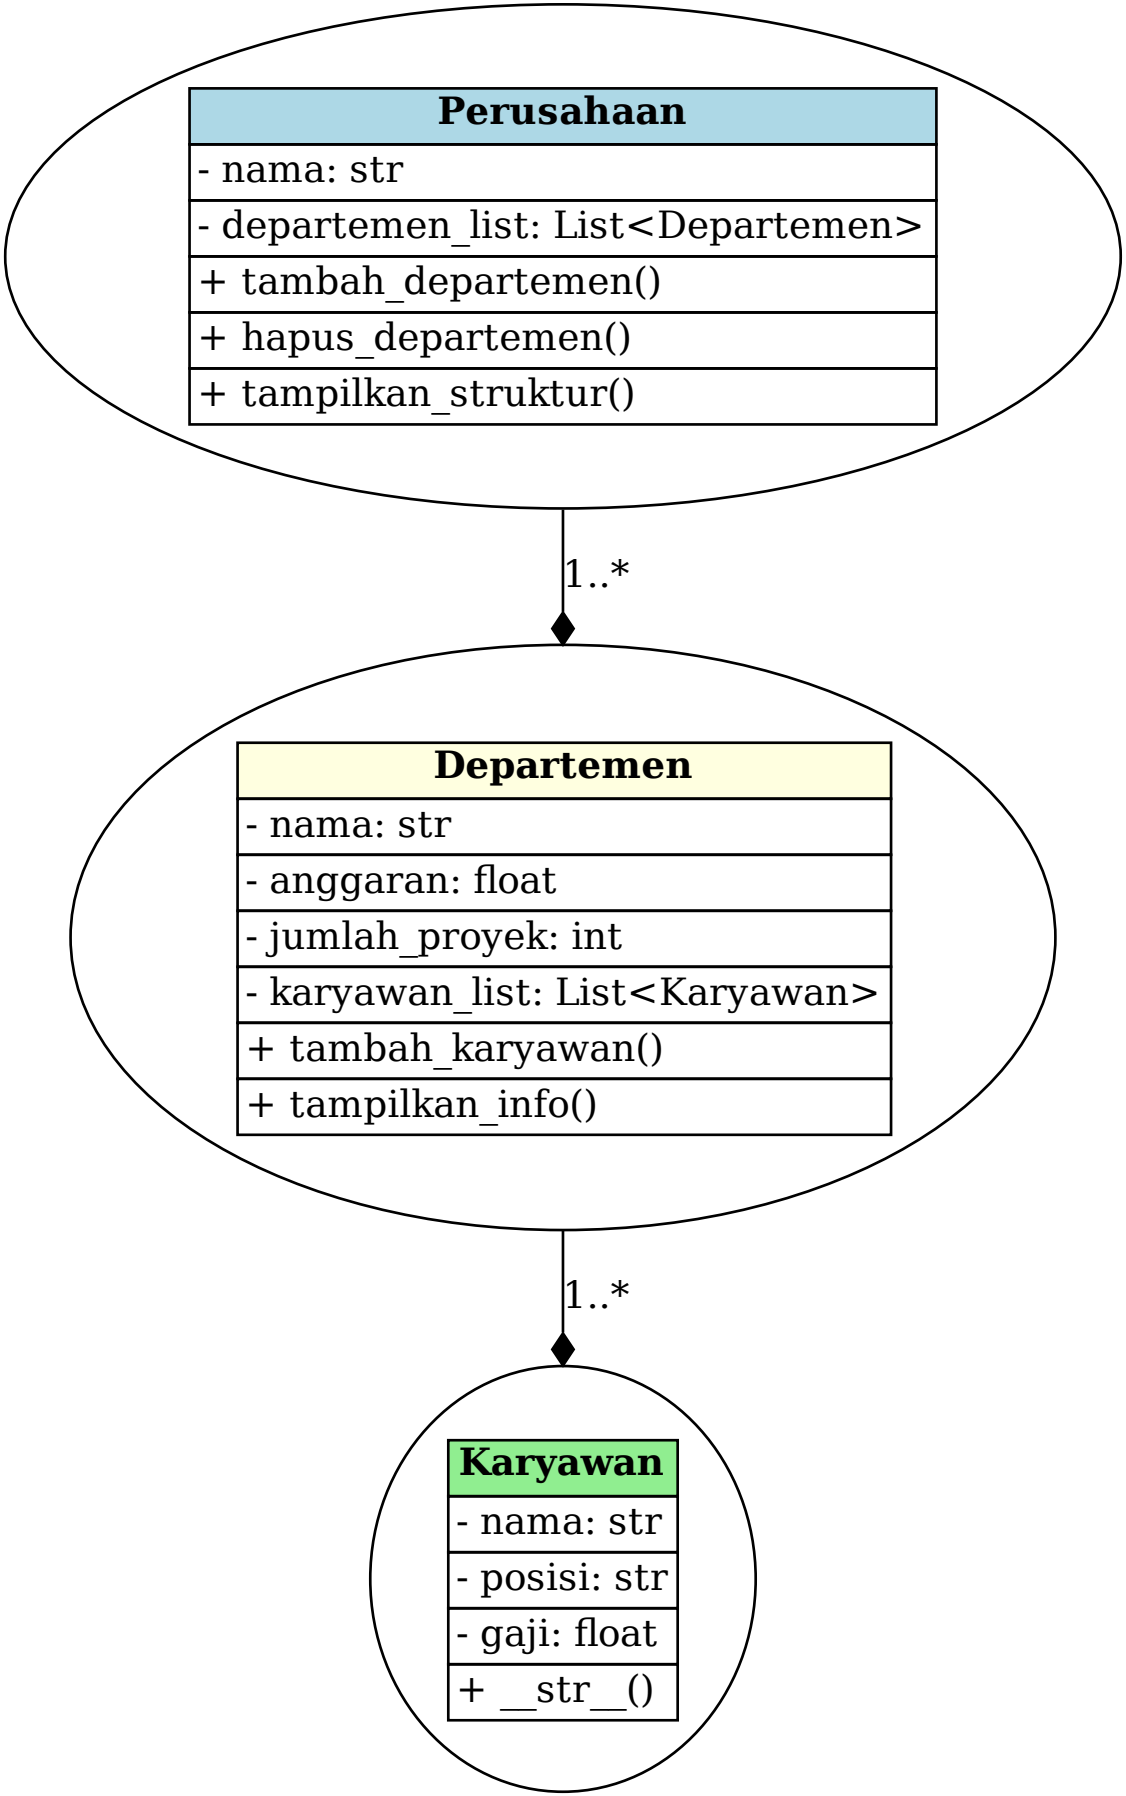 Perusahaan
- nama: str
- departemen_list: List<Departemen>
+ tambah_departemen()
+ hapus_departemen()
+ tampilkan_struktur()
1..*
Departemen
- nama: str
- anggaran: float
- jumlah_proyek: int
- karyawan_list: List<Karyawan>
+ tambah_karyawan()
+ tampilkan_info()
1..*
Karyawan
- nama: str
- posisi: str
- gaji: float
+ __str__()